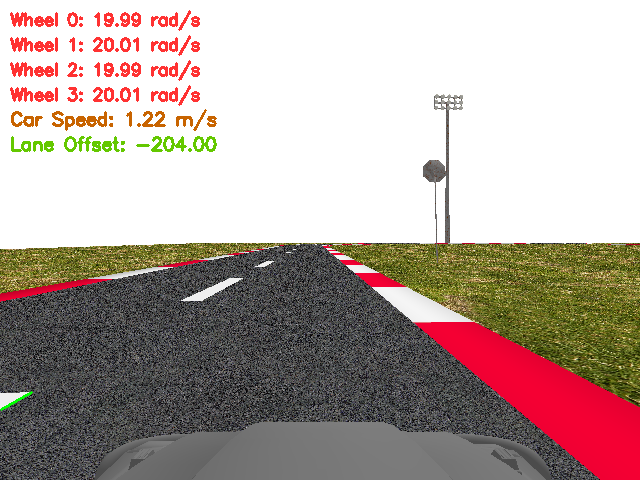 Wheel 0: 19.99 rad/s
Wheel 1: 20.01 rad/s
Wheel 2: 19.99 rad/s
Wheel 3: 20.01 rad/s
Car Speed: 1.22 m/s
Lane Offset: -204.00